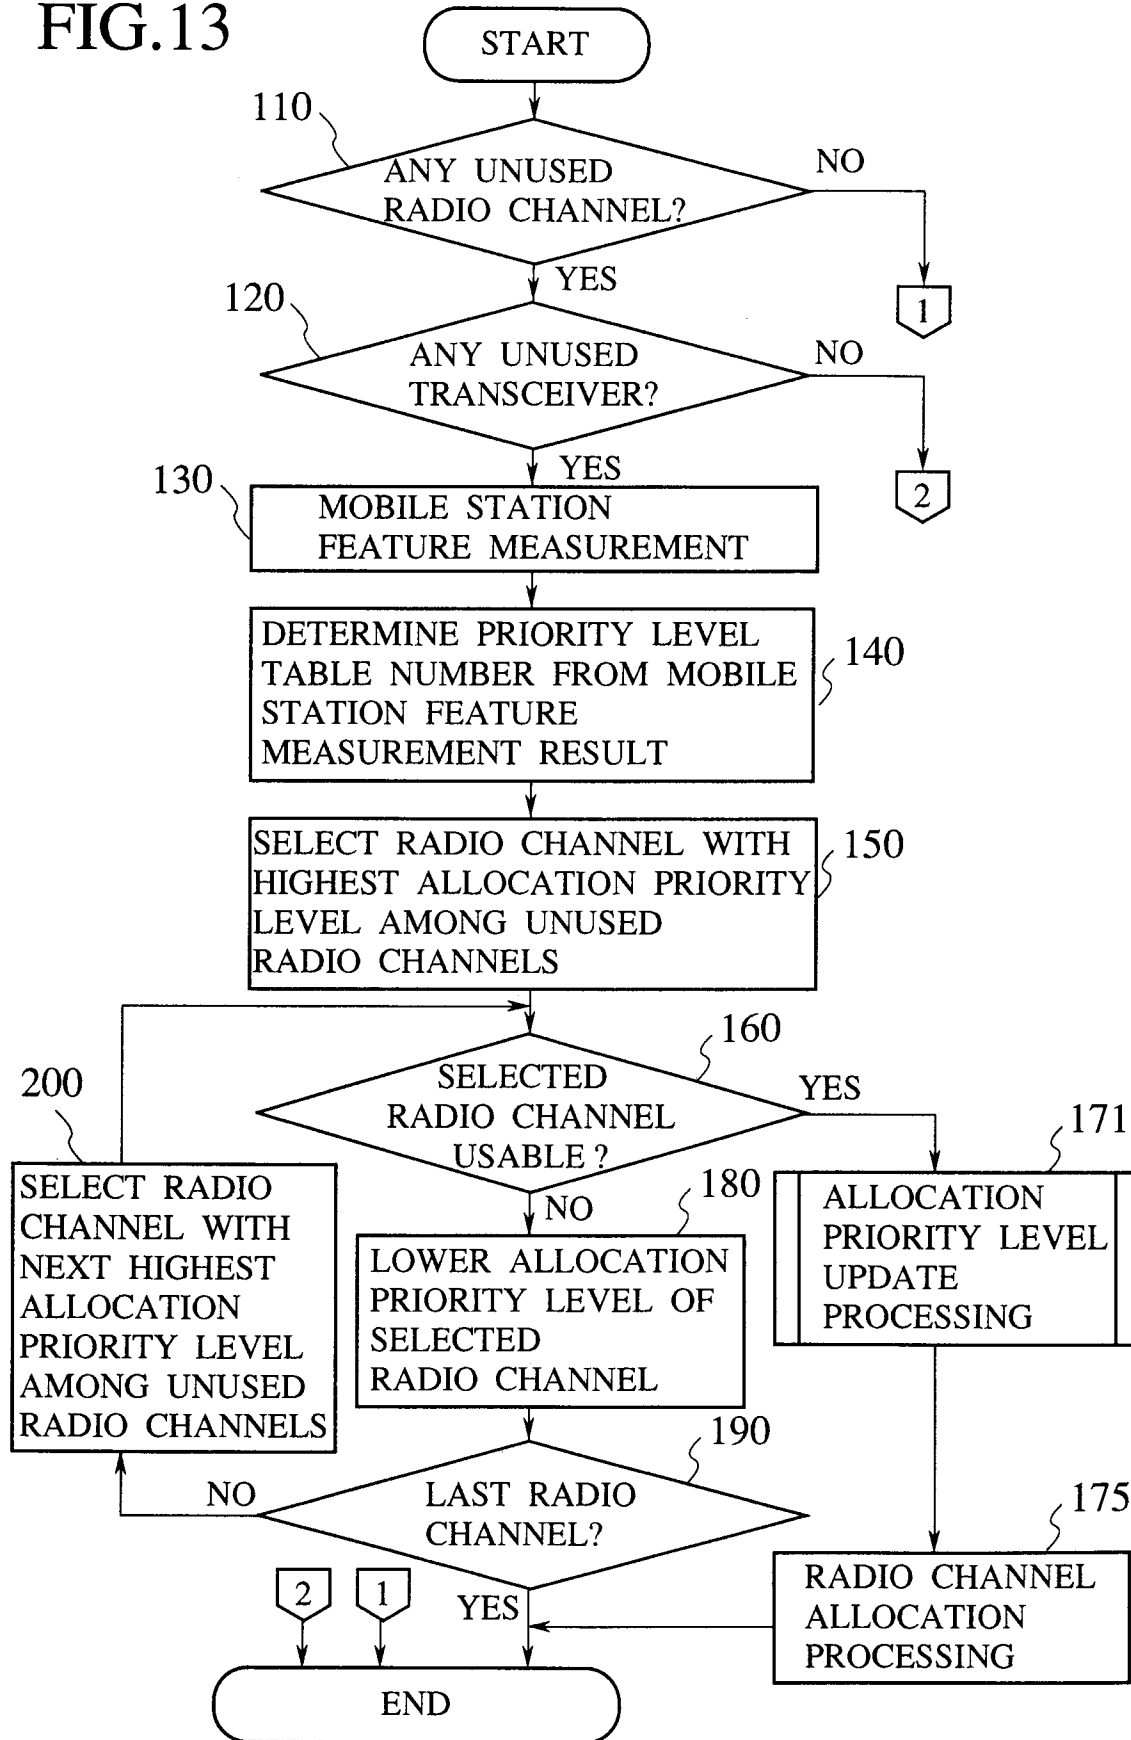 FIG.13
START
110
ANY UNUSED
RADIO CHANNEL?
NO
YES
1
120
ANY UNUSED
TRANSCEIVER?
NO
YES
2
130
MOBILE STATION
FEATURE MEASUREMENT
DETERMINE PRIORITY LEVEL
TABLE NUMBER FROM MOBILE
STATION FEATURE
MEASUREMENT RESULT
140
SELECT RADIO CHANNEL WITH
HIGHEST ALLOCATION PRIORITY
LEVEL AMONG UNUSED
RADIO CHANNELS
150
160
SELECTED
RADIO CHANNEL
USABLE ?
YES
NO
200
SELECT RADIO
CHANNEL WITH
NEXT HIGHEST
ALLOCATION
PRIORITY LEVEL
AMONG UNUSED
RADIO CHANNELS
180
LOWER ALLOCATION
PRIORITY LEVEL OF
SELECTED
RADIO CHANNEL
171
ALLOCATION
PRIORITY LEVEL
UPDATE
PROCESSING
190
LAST RADIO
CHANNEL?
NO
YES
175
RADIO CHANNEL
ALLOCATION
PROCESSING
2
1
END